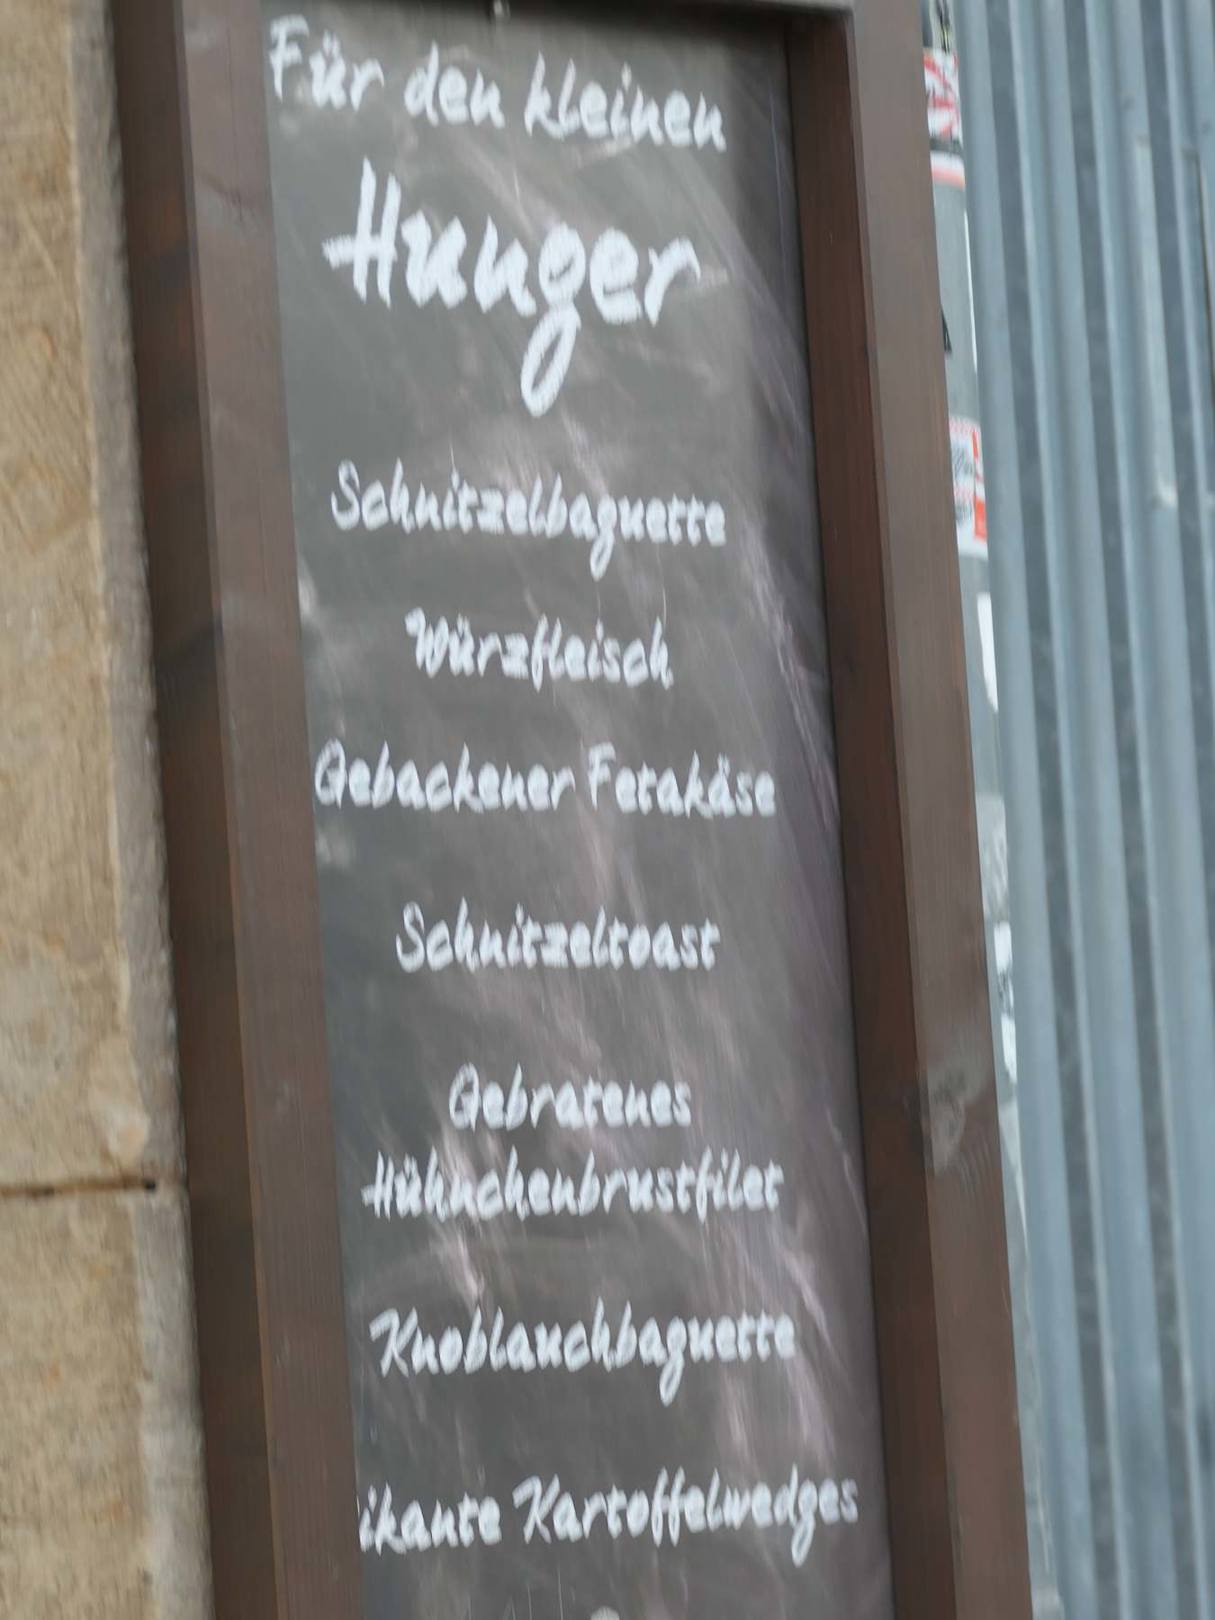 Für den kleinen
Hunger
Schnitzelbaguette
Würzfleisch
Gebackener Fetakäse
Schnitzeltoast
Gebratenes
Hühnchenbrustfilet
Knoblauchbaguette
ikante Kartoffelwedges